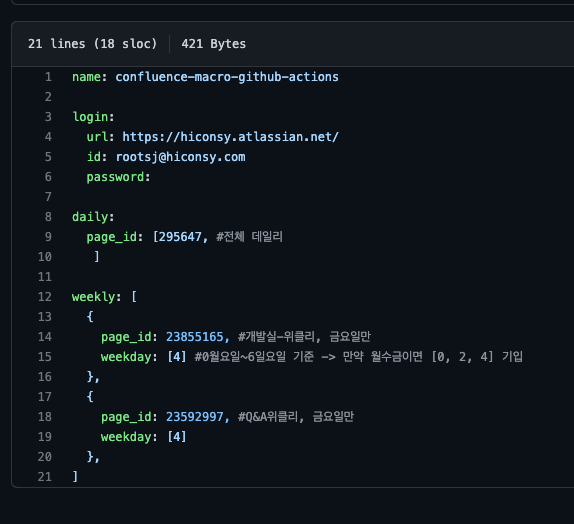 21 lines (18 sloc) 421 Bytes
1 name: confluence-macro-github-actions
2
3 login:
4 url: https://hiconsy.atlassian.net/
5 id: rootsj@hiconsy.com
6 password:
7
8 daily:
9 page_id: [295647, #전체 데일리
10 ]
11
12 weekly: [
13 {
14 page_id: 23855165, #개발실-위클리, 금요일만
15 weekday: [4] #0월요일~6일요일 기준 -> 만약 월수금이면 [0, 2, 4] 기입
16 },
17 {
18 page_id: 23592997, #Q&A위클리, 금요일만
19 weekday: [4]
20 },
21 ]